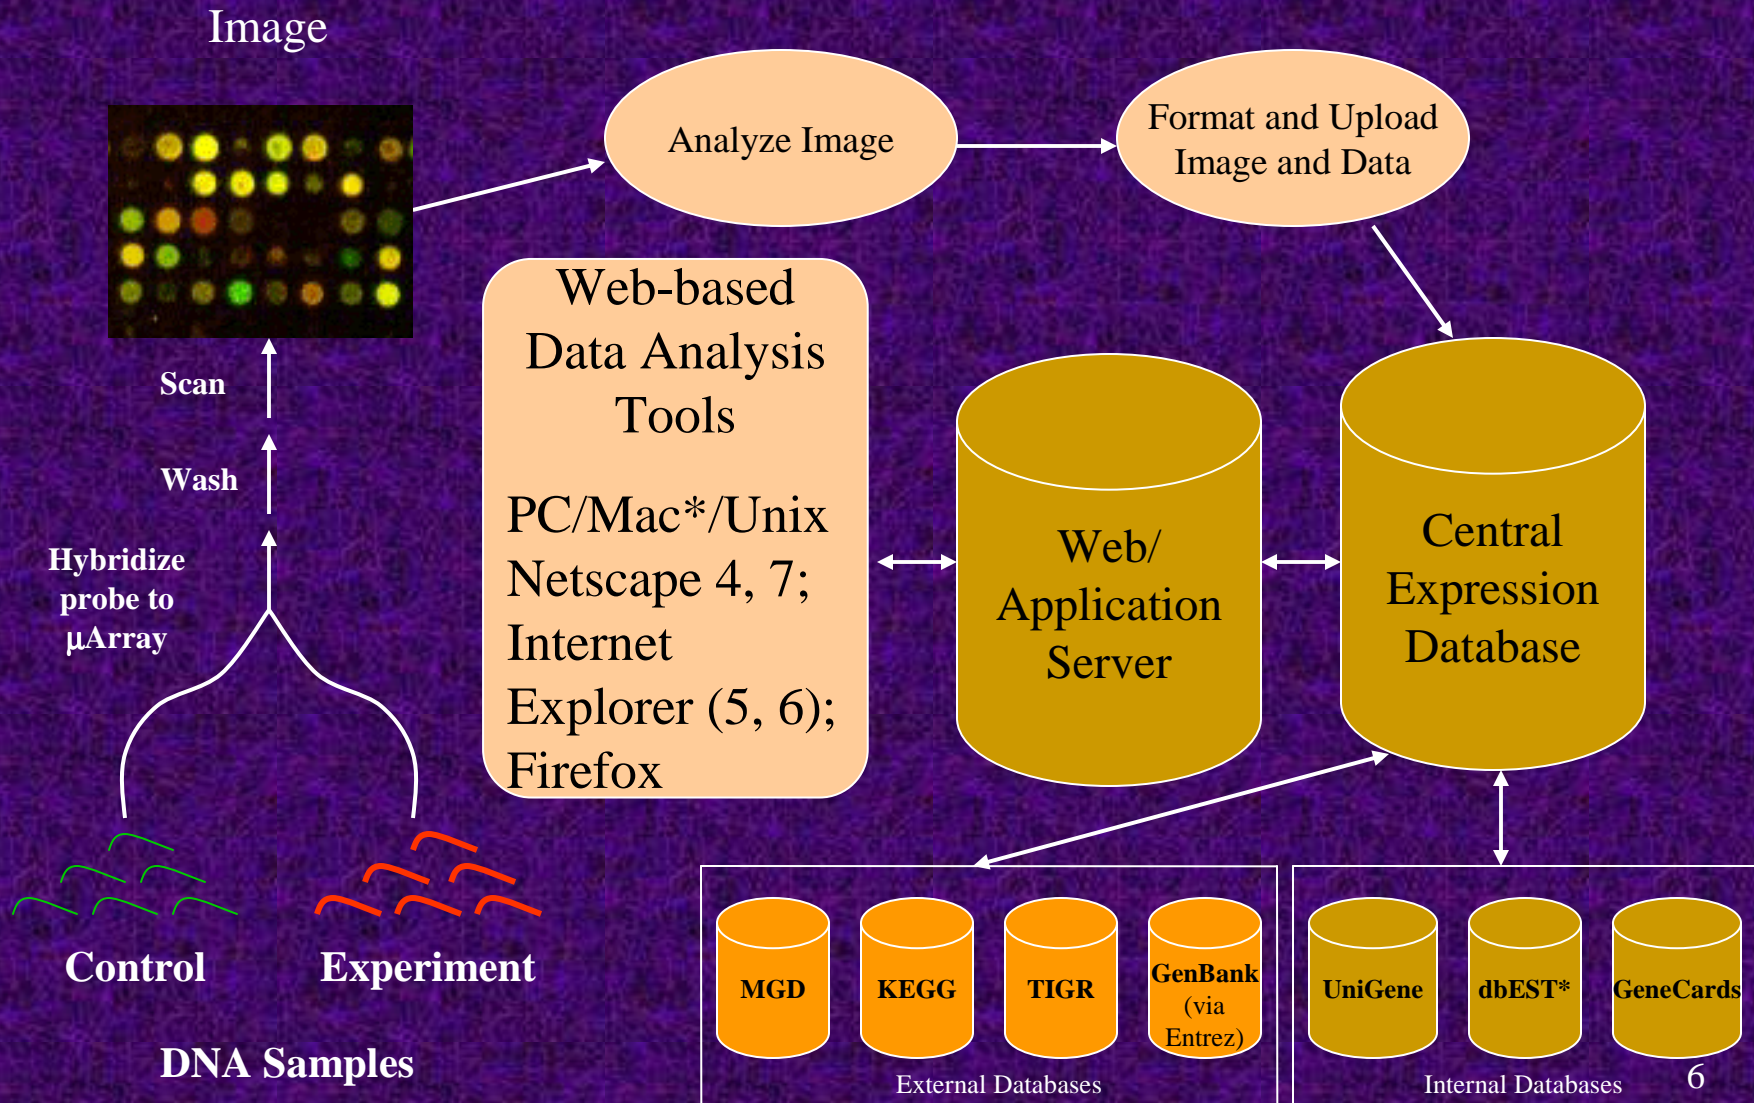 Image
Analyze Image
Format and Upload
Image and Data
Scan
Wash
Hybridize
probe to
μArray
Control
Experiment
DNA Samples
Web-based
Data Analysis
Tools
PC/Mac*/Unix
Netscape 4, 7;
Internet
Explorer (5, 6);
Firefox
Web/
Application
Server
Central
Expression
Database
MGD
KEGG
TIGR
GenBank
(via
Entrez)
External Databases
UniGene
dbEST*
GeneCards
Internal Databases
6